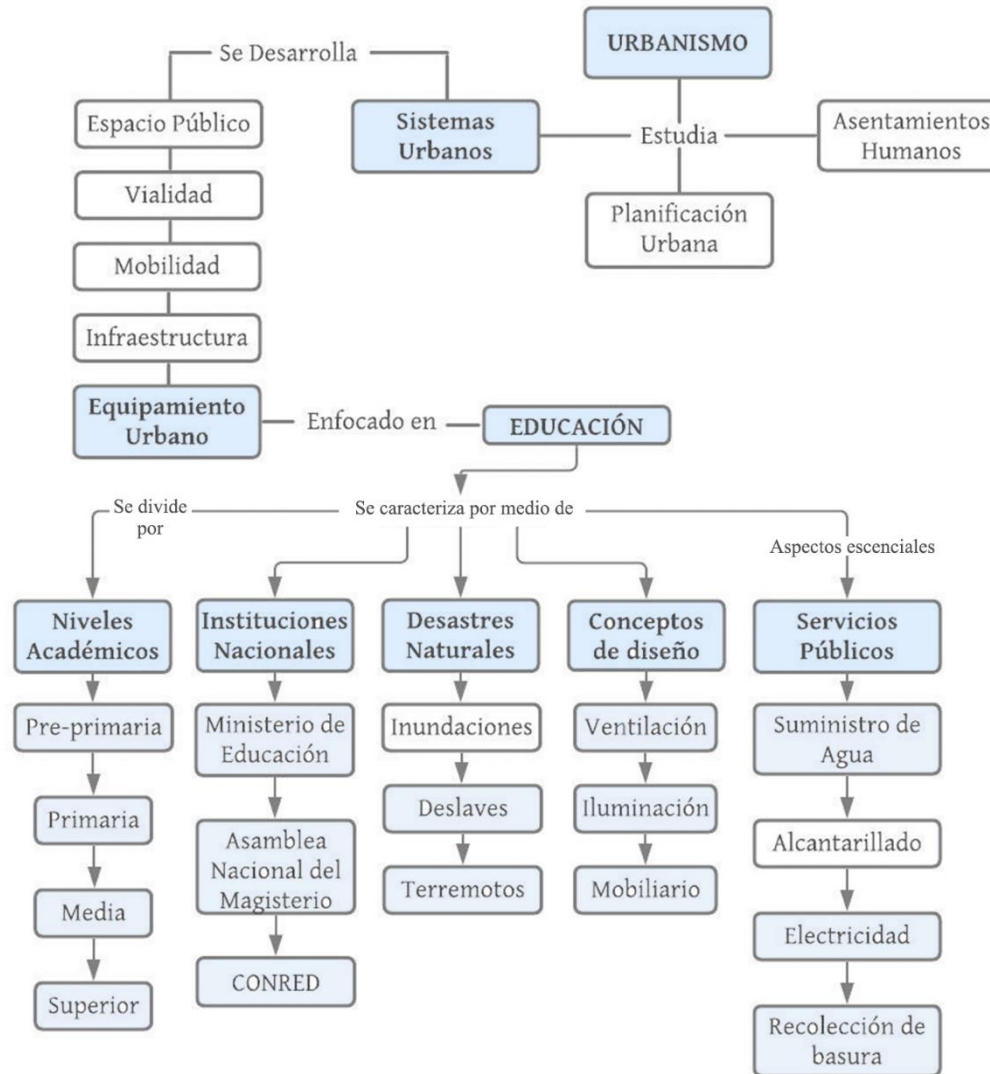 URBANISMO
Se Desarrolla
Espacio Público
Sistemas
Urbanos
Estudia
Asentamientos
Humanos
Vialidad
Planificación
Urbana
Mobilidad
Infraestructura
Equipamiento
Urbano
Enfocado en
EDUCACIÓN
Se divide
por
Se caracteriza por medio de
Aspectos escenciales
Niveles
Académicos
Pre-primaria
Primaria
Media
Superior
Instituciones
Nacionales
Ministerio de
Educación
Asamblea
Nacional del
Magisterio
CONRED
Desastres
Naturales
Inundaciones
Deslaves
Terremotos
Conceptos
de diseño
Ventilación
Iluminación
Mobiliario
Servicios
Públicos
Suministro de
Agua
Alcantarillado
Electricidad
Recolección de
basura